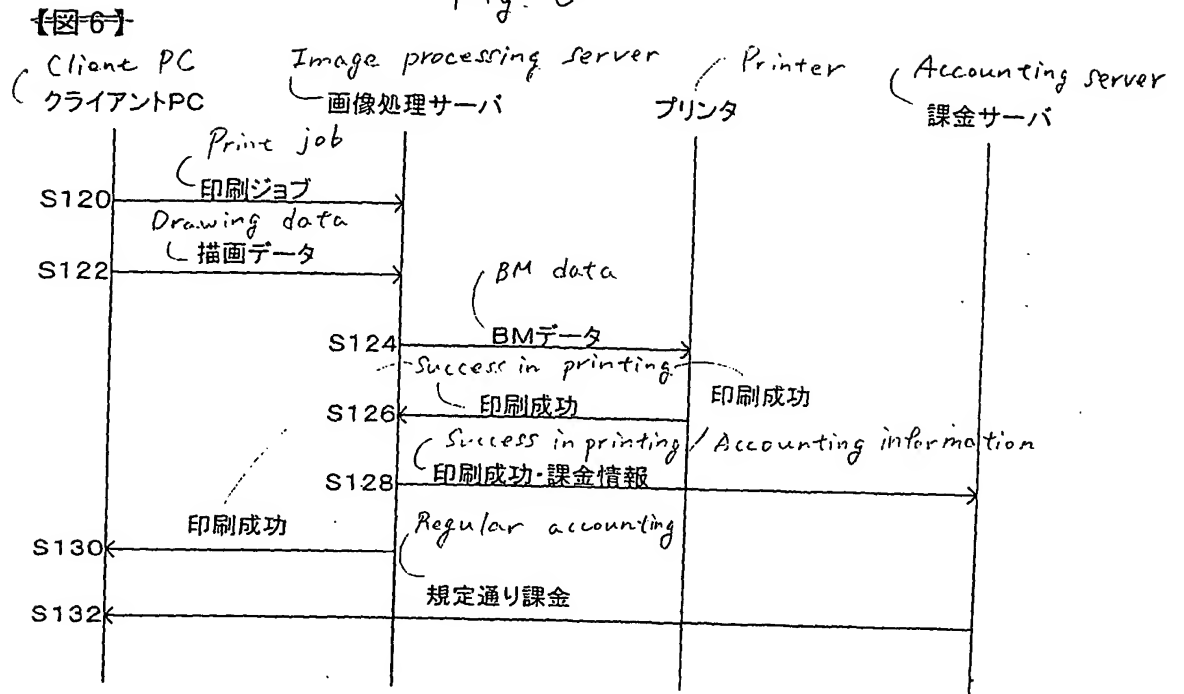 Fig. 6
【図6】
Client PC Image processing server Printer Accounting server
クライアントPC 画像処理サーバ プリンタ 課金サーバ
Print job
S120 印刷ジョブ
Drawing data
S122 描画データ
BM data
S124 BMデータ
Success in printing
印刷成功
S126 印刷成功
Success in printing / Accounting information
S128 印刷成功・課金情報
印刷成功 Regular accounting
S130
規定通り課金
S132